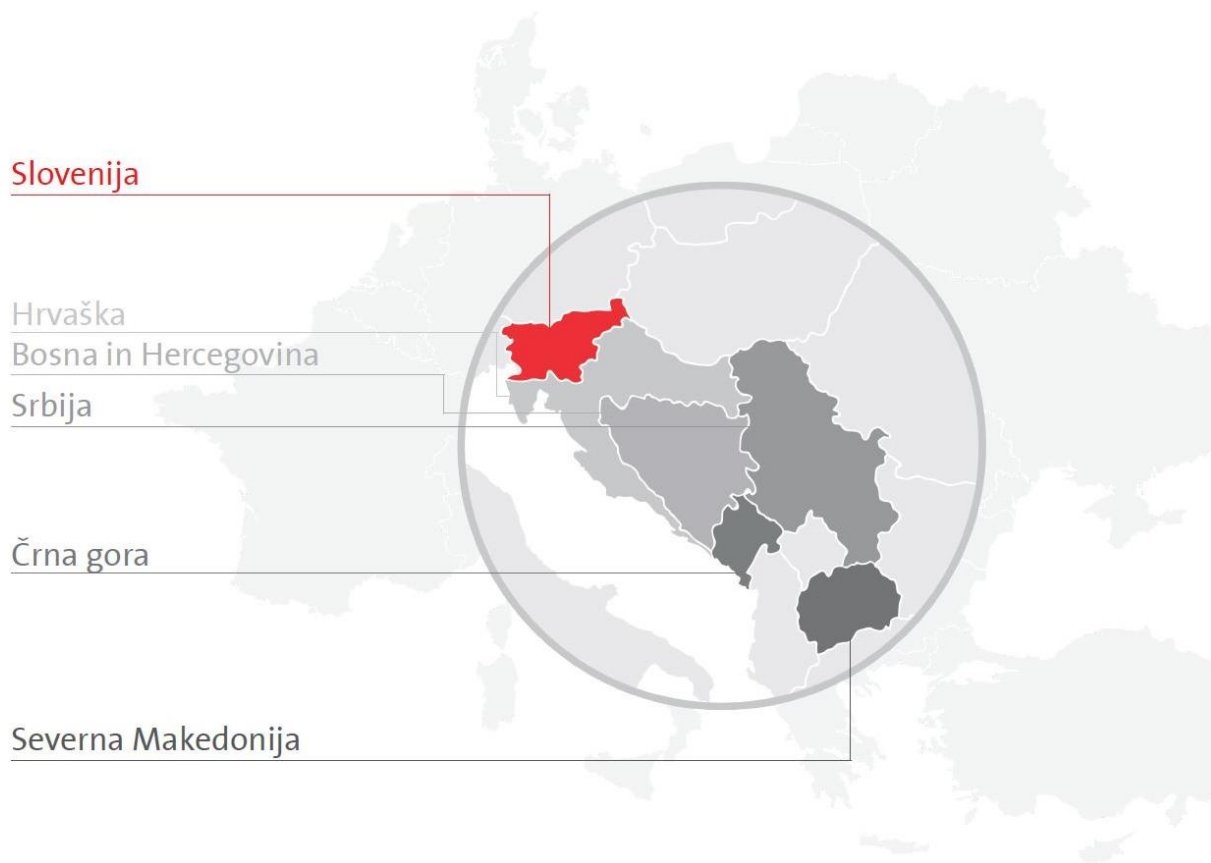 Slovenija
Hrvaška
Bosna in Hercegovina
Srbija
Črna gora
Severna Makedonija